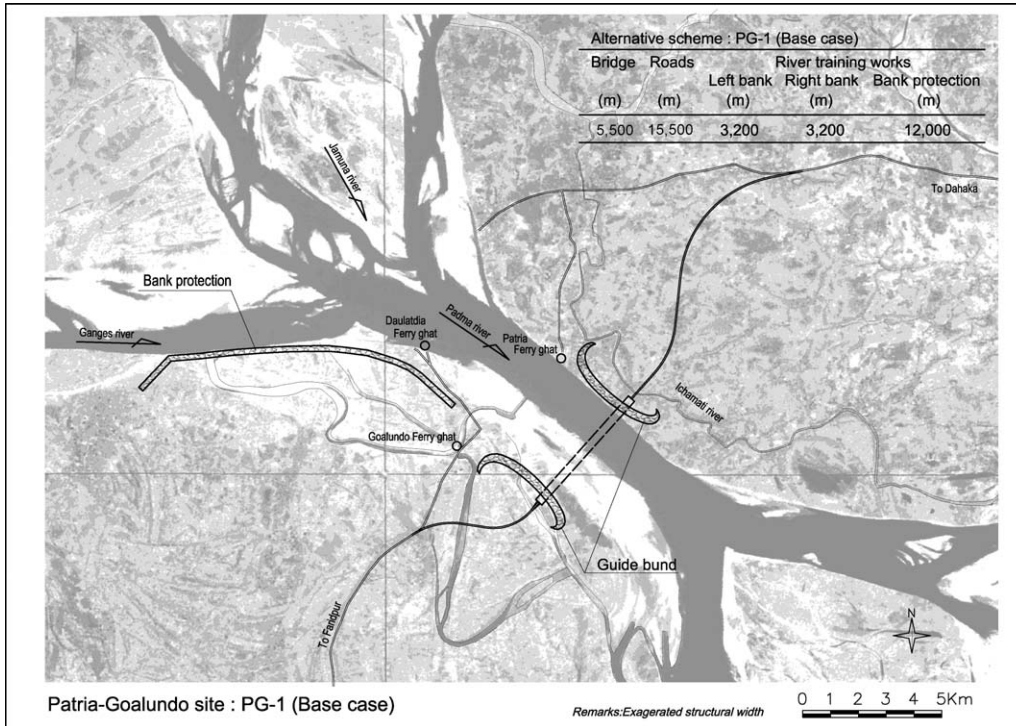 Alternative scheme : PG-1 (Base case)
Bridge Roads River training works
Left bank Right bank Bank protection
(m) (m) (m) (m) (m)
5,500 15,500 3,200 3,200 12,000
Jamuna river
To Dahaka
Bank protection
Ganges river
Daulatdia
Ferry ghat
Padma river
Patria
Ferry ghat
Ichamati river
Goalundo Ferry ghat
Guide bund
To Faridpur
N
Patria-Goalundo site : PG-1 (Base case)
Remarks:Exagerated structural width
0 1 2 3 4 5Km